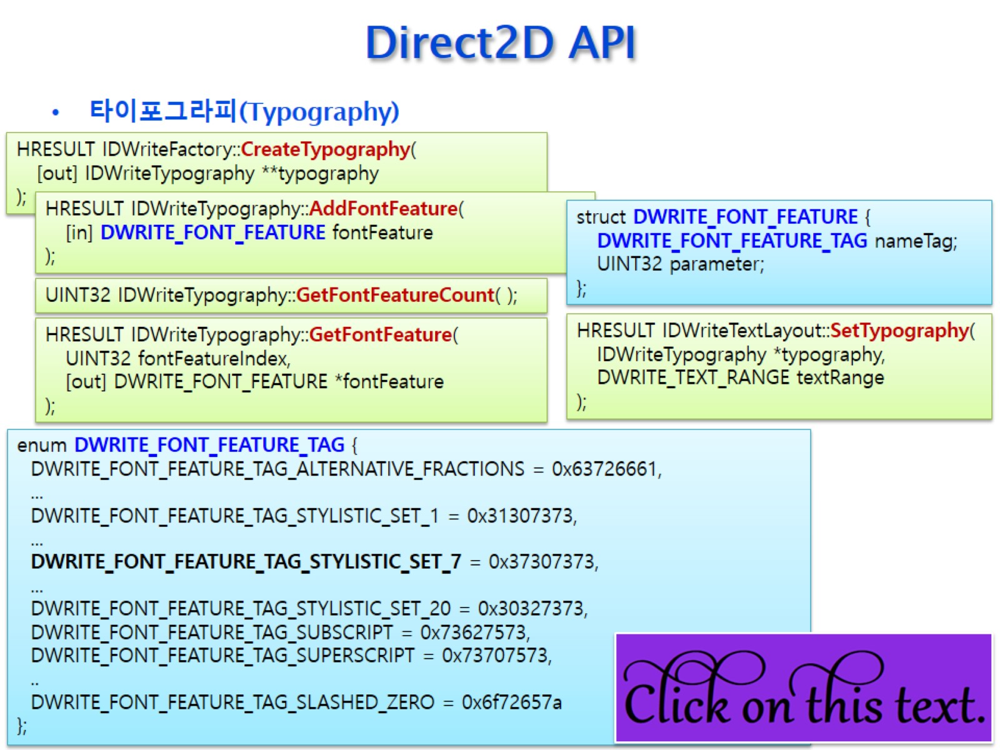 Direct2D API
• 타이포그라피(Typography)
HRESULT IDWriteFactory::CreateTypography(
[out] IDWriteTypography **typography
);
HRESULT IDWriteTypography::AddFontFeature(
[in] DWRITE_FONT_FEATURE fontFeature
);
UINT32 IDWriteTypography::GetFontFeatureCount( );
HRESULT IDWriteTypography::GetFontFeature(
UINT32 fontFeatureIndex,
[out] DWRITE_FONT_FEATURE *fontFeature
);
struct DWRITE_FONT_FEATURE {
DWRITE_FONT_FEATURE_TAG nameTag;
UINT32 parameter;
};
HRESULT IDWriteTextLayout::SetTypography(
IDWriteTypography *typography,
DWRITE_TEXT_RANGE textRange
);
enum DWRITE_FONT_FEATURE_TAG {
DWRITE_FONT_FEATURE_TAG_ALTERNATIVE_FRACTIONS = 0x63726661,
...
DWRITE_FONT_FEATURE_TAG_STYLISTIC_SET_1 = 0x31307373,
...
DWRITE_FONT_FEATURE_TAG_STYLISTIC_SET_7 = 0x37307373,
...
DWRITE_FONT_FEATURE_TAG_STYLISTIC_SET_20 = 0x30327373,
DWRITE_FONT_FEATURE_TAG_SUBSCRIPT = 0x73627573,
DWRITE_FONT_FEATURE_TAG_SUPERSCRIPT = 0x73707573,
..
DWRITE_FONT_FEATURE_TAG_SLASHED_ZERO = 0x6f72657a
};
Click on this text.